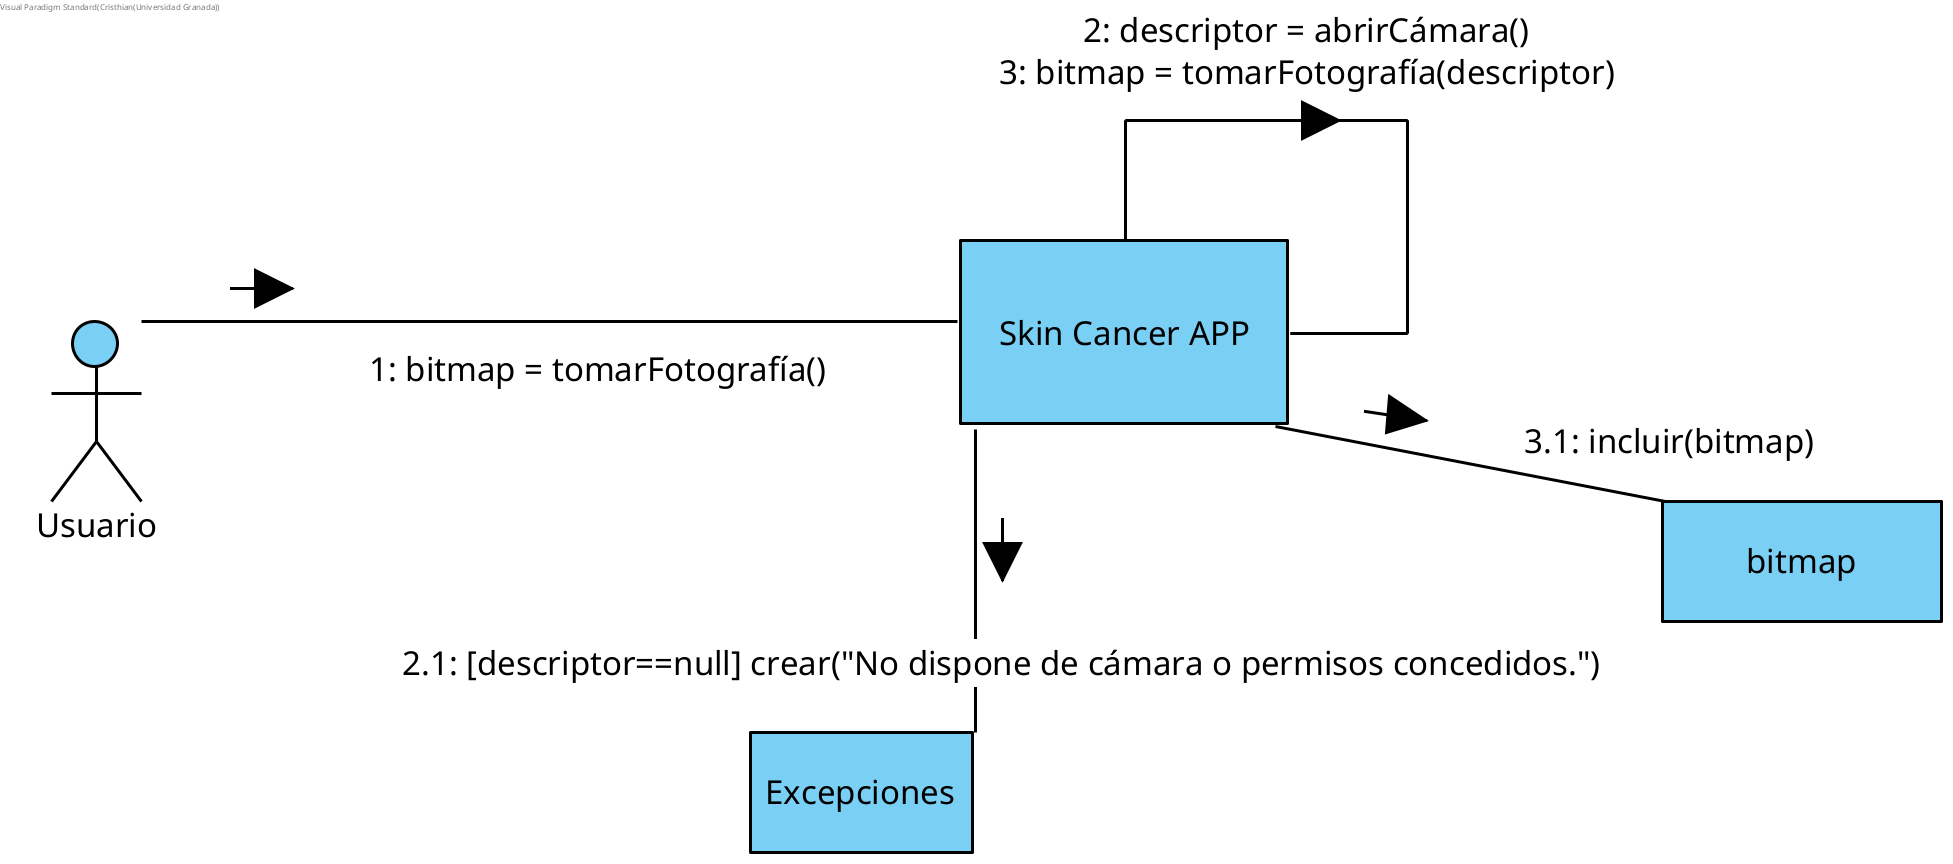 Visual Paradigm Standard(Cristhian(Universidad Granada))
2: descriptor = abrirCámara()
3: bitmap = tomarFotografía(descriptor)
Skin Cancer APP
1: bitmap = tomarFotografía()
3.1: incluir(bitmap)
Usuario
bitmap
2.1: [descriptor==null] crear("No dispone de cámara o permisos concedidos.")
Excepciones